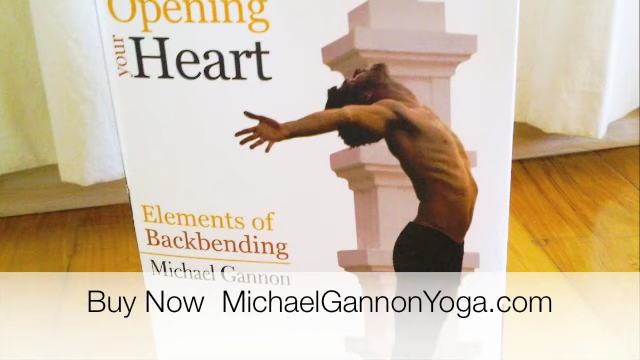 Opening
your Heart
Elements of
Backbending
Michael Gannon
Buy Now MichaelGannonYoga.com